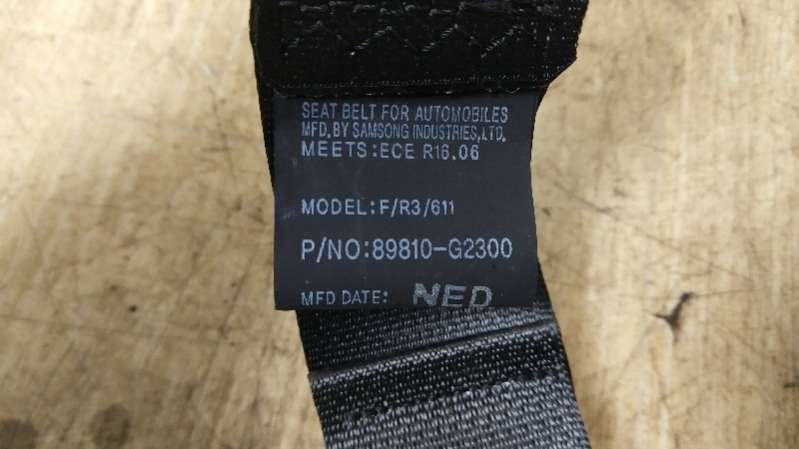 SEAT BELT FOR AUTOMOBILES
MFD.BY SAMSONG INDUSTRIES,LTD.
MEETS:ECE R16.06
MODEL:F/R3/611
P/NO:89810-G2300
MFD DATE: NED